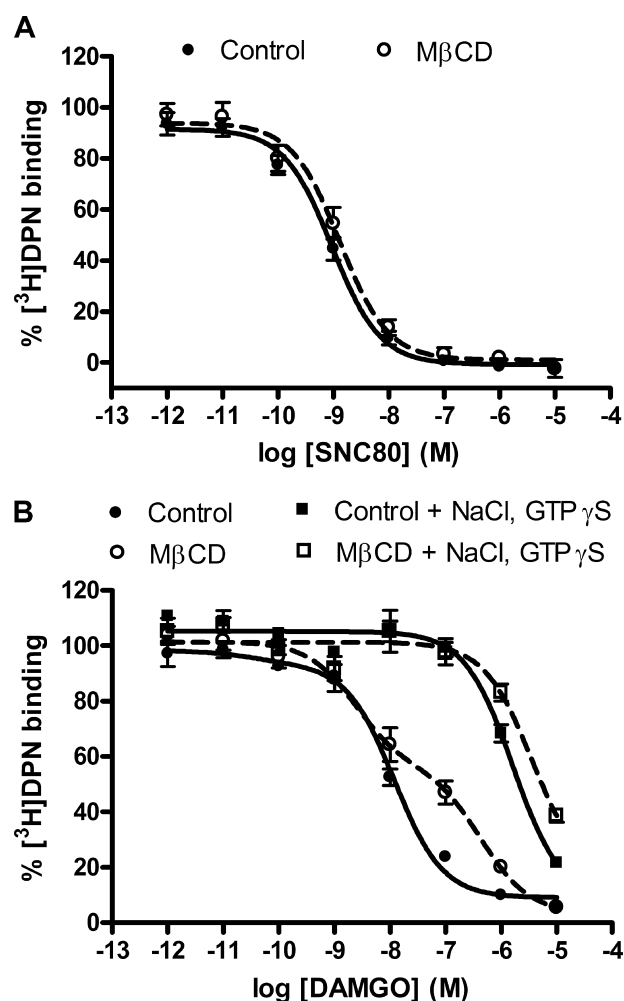 A
Control
MβCD
120
100
80
60
40
20
0
% [³H]DPN binding
-13 -12 -11 -10 -9 -8 -7 -6 -5 -4
log [SNC80] (M)
B
Control
Control + NaCl, GTPγS
MβCD
MβCD + NaCl, GTPγS
120
100
80
60
40
20
0
% [³H]DPN binding
-13 -12 -11 -10 -9 -8 -7 -6 -5 -4
log [DAMGO] (M)